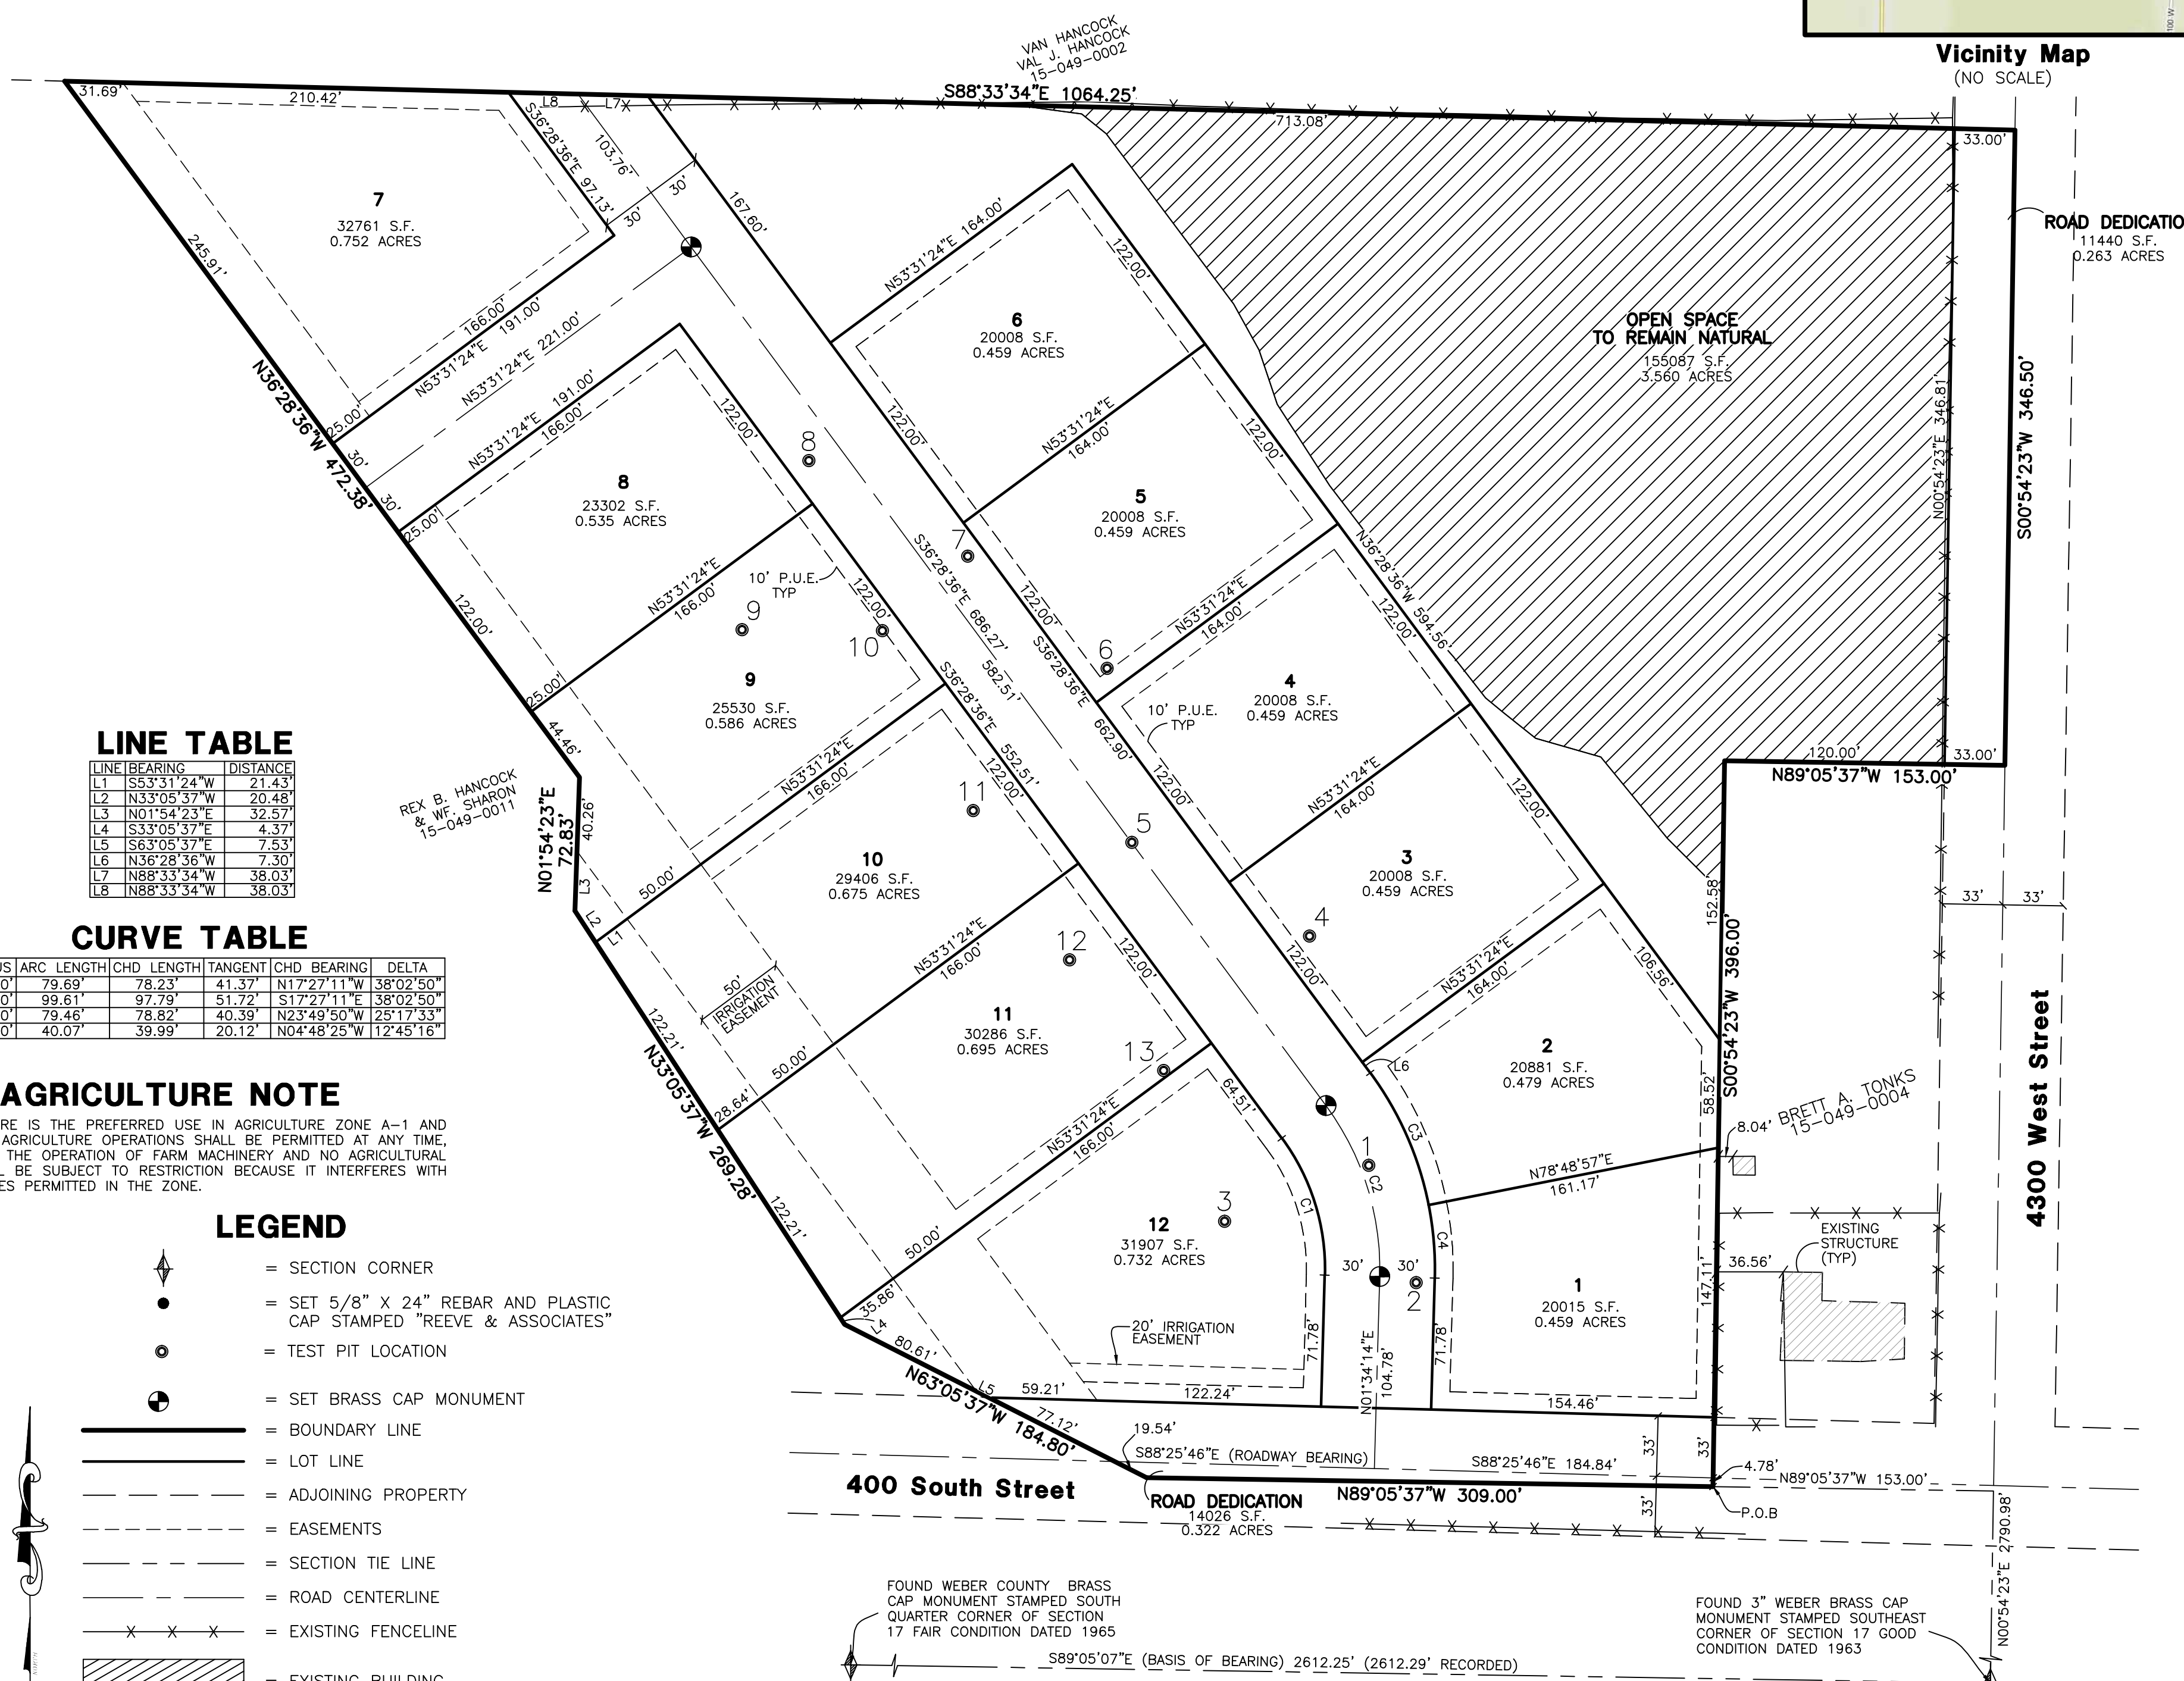 100 W
Vicinity Map
(NO SCALE)
VAN HANCOCK
VAL J. HANCOCK
15-049-0002
S88°33'34"E 1064.25'
31.69'
210.42'
L8
L7
713.08'
33.00'
S36°28'36"E 97.13'
103.76'
30'
30'
167.60'
7
32761 S.F.
0.752 ACRES
245.91'
166.00'
N53°31'24"E 191.00'
N53°31'24"E 221.00'
25.00'
30'
30'
25.00'
N36°28'36"W 472.38'
N53°31'24"E 191.00'
166.00'
122.00'
8
23302 S.F.
0.535 ACRES
8
N53°31'24"E 164.00'
122.00'
6
20008 S.F.
0.459 ACRES
122.00'
N53°31'24"E
164.00'
122.00'
5
20008 S.F.
0.459 ACRES
7
122.00'
N53°31'24"E
164.00'
6
OPEN SPACE
TO REMAIN NATURAL
155087 S.F.
3.560 ACRES
ROAD DEDICATIO
11440 S.F.
0.263 ACRES
N00°54'23"E 346.81'
S00°54'23"W 346.50'
N36°28'36"W 594.56'
S36°28'36"E 686.27'
582.51'
S36°28'36"E 662.90'
S36°28'36"E 552.51'
N53°31'24"E
166.00'
10' P.U.E.
TYP
122.00'
122.00'
9
10
9
25530 S.F.
0.586 ACRES
25.00'
44.46'
4
20008 S.F.
0.459 ACRES
10' P.U.E.
TYP
122.00'
122.00'
N53°31'24"E
164.00'
120.00'
33.00'
N89°05'37"W 153.00'
LINE TABLE
LINE BEARING DISTANCE
L1 S53°31'24"W 21.43'
L2 N33°05'37"W 20.48'
L3 N01°54'23"E 32.57'
L4 S33°05'37"E 4.37'
L5 S63°05'37"E 7.53'
L6 N36°28'36"W 7.30'
L7 N88°33'34"W 38.03'
L8 N88°33'34"W 38.03'
REX B. HANCOCK
& WF. SHARON
15-049-0011
N01°54'23"E
72.83'
40.26'
L3
L2
L1
50.00'
N53°31'24"E
166.00'
122.00'
11
5
10
29406 S.F.
0.675 ACRES
3
20008 S.F.
0.459 ACRES
122.00'
122.00'
4
N53°31'24"E
164.00'
106.56'
152.58'
S00°54'23"W 396.00'
33'
33'
4300 West Street
CURVE TABLE
US ARC LENGTH CHD LENGTH TANGENT CHD BEARING DELTA
0' 79.69' 78.23' 41.37' N17°27'11"W 38°02'50"
0' 99.61' 97.79' 51.72' S17°27'11"E 38°02'50"
0' 79.46' 78.82' 40.39' N23°49'50"W 25°17'33"
0' 40.07' 39.99' 20.12' N04°48'25"W 12°45'16"
50'
IRRIGATION
EASEMENT
N53°31'24"E
166.00'
12
122.00'
11
30286 S.F.
0.695 ACRES
13
122.21'
N33°05'37"W 269.28'
50.00'
28.64'
N53°31'24"E
166.00'
64.51'
L6
2
20881 S.F.
0.479 ACRES
58.52'
8.04'
BRETT A. TONKS
15-049-0004
C3
1
C2
C1
C4
N78°48'57"E
161.17'
AGRICULTURE NOTE
RE IS THE PREFERRED USE IN AGRICULTURE ZONE A-1 AND
AGRICULTURE OPERATIONS SHALL BE PERMITTED AT ANY TIME,
THE OPERATION OF FARM MACHINERY AND NO AGRICULTURAL
L BE SUBJECT TO RESTRICTION BECAUSE IT INTERFERES WITH
ES PERMITTED IN THE ZONE.
122.21'
50.00'
35.86'
L4
3
12
31907 S.F.
0.732 ACRES
30'
30'
2
1
20015 S.F.
0.459 ACRES
147.11'
36.56'
EXISTING
STRUCTURE
(TYP)
20' IRRIGATION
EASEMENT
71.78'
N01°34'14"E
104.78'
71.78'
80.61'
L5
N63°05'37"W 184.80'
59.21'
122.24'
154.46'
77.12'
19.54'
S88°25'46"E (ROADWAY BEARING)
S88°25'46"E 184.84'
33'
33'
33'
4.78'
N89°05'37"W 153.00'
400 South Street
ROAD DEDICATION
14026 S.F.
0.322 ACRES
N89°05'37"W 309.00'
P.O.B
N00°54'23"E 2790.98'
LEGEND
= SECTION CORNER
= SET 5/8" X 24" REBAR AND PLASTIC
CAP STAMPED "REEVE & ASSOCIATES"
= TEST PIT LOCATION
= SET BRASS CAP MONUMENT
= BOUNDARY LINE
= LOT LINE
= ADJOINING PROPERTY
= EASEMENTS
= SECTION TIE LINE
= ROAD CENTERLINE
= EXISTING FENCELINE
= EXISTING BUILDING
FOUND WEBER COUNTY BRASS
CAP MONUMENT STAMPED SOUTH
QUARTER CORNER OF SECTION
17 FAIR CONDITION DATED 1965
FOUND 3" WEBER BRASS CAP
MONUMENT STAMPED SOUTHEAST
CORNER OF SECTION 17 GOOD
CONDITION DATED 1963
S89°05'07"E (BASIS OF BEARING) 2612.25' (2612.29' RECORDED)